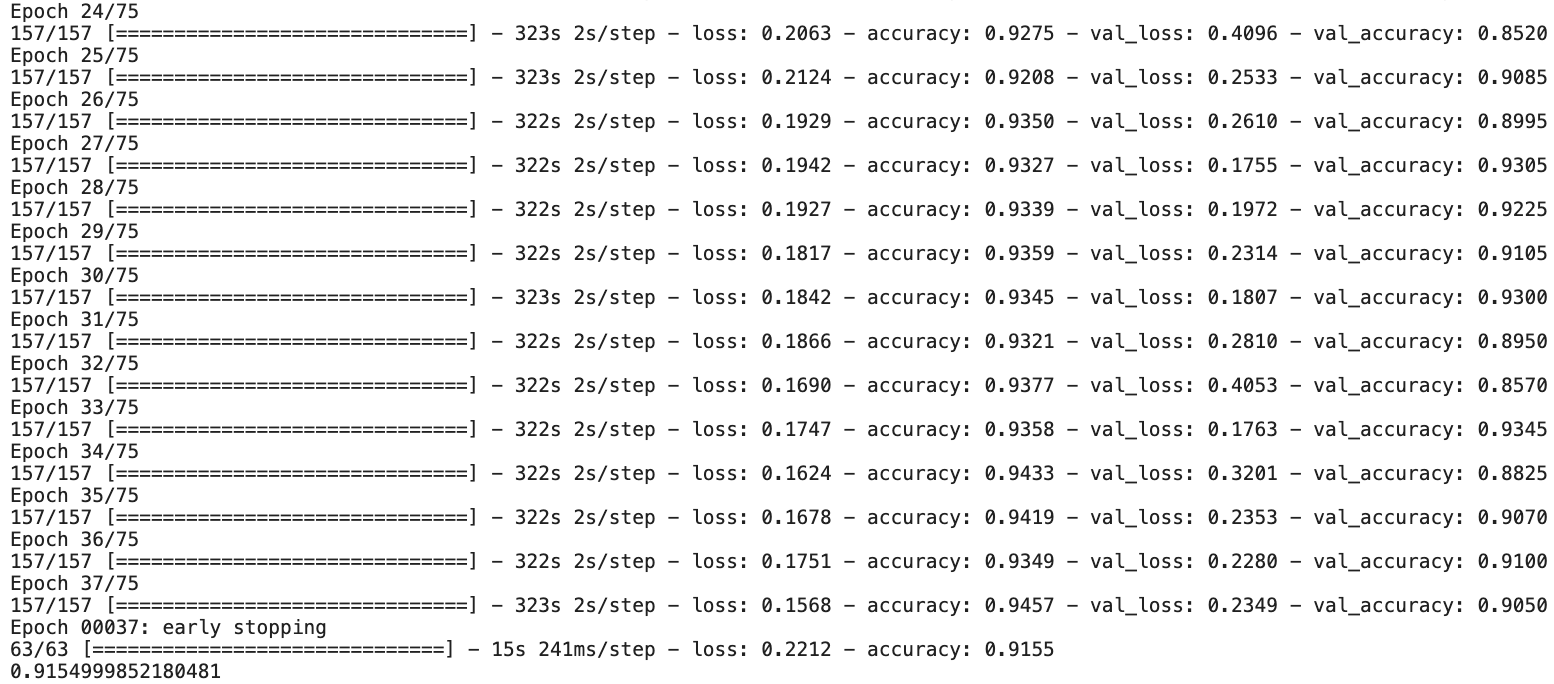 Epoch 24/75
157/157 [==============================] - 323s 2s/step - loss: 0.2063 - accuracy: 0.9275 - val_loss: 0.4096 - val_accuracy: 0.8520
Epoch 25/75
157/157 [==============================] - 323s 2s/step - loss: 0.2124 - accuracy: 0.9208 - val_loss: 0.2533 - val_accuracy: 0.9085
Epoch 26/75
157/157 [==============================] - 322s 2s/step - loss: 0.1929 - accuracy: 0.9350 - val_loss: 0.2610 - val_accuracy: 0.8995
Epoch 27/75
157/157 [==============================] - 322s 2s/step - loss: 0.1942 - accuracy: 0.9327 - val_loss: 0.1755 - val_accuracy: 0.9305
Epoch 28/75
157/157 [==============================] - 322s 2s/step - loss: 0.1927 - accuracy: 0.9339 - val_loss: 0.1972 - val_accuracy: 0.9225
Epoch 29/75
157/157 [==============================] - 322s 2s/step - loss: 0.1817 - accuracy: 0.9359 - val_loss: 0.2314 - val_accuracy: 0.9105
Epoch 30/75
157/157 [==============================] - 323s 2s/step - loss: 0.1842 - accuracy: 0.9345 - val_loss: 0.1807 - val_accuracy: 0.9300
Epoch 31/75
157/157 [==============================] - 322s 2s/step - loss: 0.1866 - accuracy: 0.9321 - val_loss: 0.2810 - val_accuracy: 0.8950
Epoch 32/75
157/157 [==============================] - 322s 2s/step - loss: 0.1690 - accuracy: 0.9377 - val_loss: 0.4053 - val_accuracy: 0.8570
Epoch 33/75
157/157 [==============================] - 322s 2s/step - loss: 0.1747 - accuracy: 0.9358 - val_loss: 0.1763 - val_accuracy: 0.9345
Epoch 34/75
157/157 [==============================] - 322s 2s/step - loss: 0.1624 - accuracy: 0.9433 - val_loss: 0.3201 - val_accuracy: 0.8825
Epoch 35/75
157/157 [==============================] - 322s 2s/step - loss: 0.1678 - accuracy: 0.9419 - val_loss: 0.2353 - val_accuracy: 0.9070
Epoch 36/75
157/157 [==============================] - 322s 2s/step - loss: 0.1751 - accuracy: 0.9349 - val_loss: 0.2280 - val_accuracy: 0.9100
Epoch 37/75
157/157 [==============================] - 323s 2s/step - loss: 0.1568 - accuracy: 0.9457 - val_loss: 0.2349 - val_accuracy: 0.9050
Epoch 00037: early stopping
63/63 [==============================] - 15s 241ms/step - loss: 0.2212 - accuracy: 0.9155
0.9154999852180481